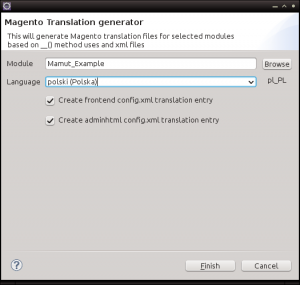 Magento Translation generator
This will generate Magento translation files for selected modules
based on __() method uses and xml files
Module Mamut_Example Browse
Language polski (Polska) pl_PL
Create frontend config.xml translation entry
Create adminhtml config.xml translation entry
? Finish Cancel